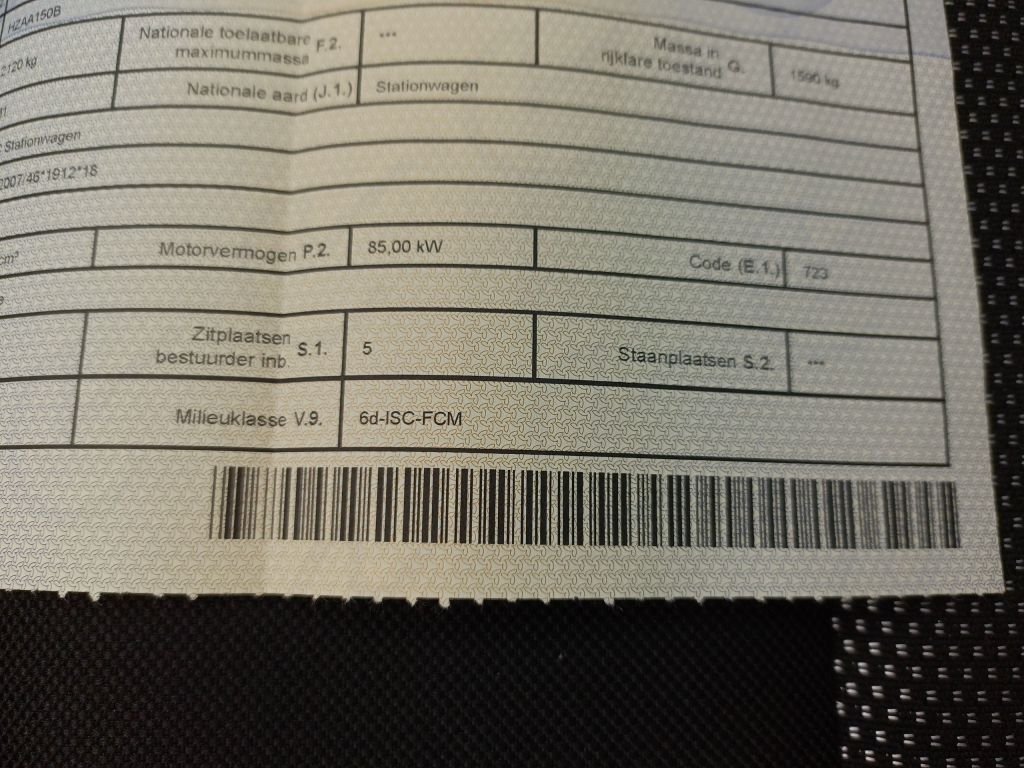 HZAA150B
Nationale toelaatbare F.2. ***
maximummassa
Massa in G.
rijklare toestand
1590 kg
2120 kg
Nationale aard (J.1.) Stationwagen
Stationwagen
2007/46*1912*18
cm³ Motorvermogen P.2. 85,00 kW Code (E.1.) 723
Zitplaatsen S.1. 5 Staanplaatsen S.2. ***
bestuurder inb.
Milieuklasse V.9. 6d-ISC-FCM